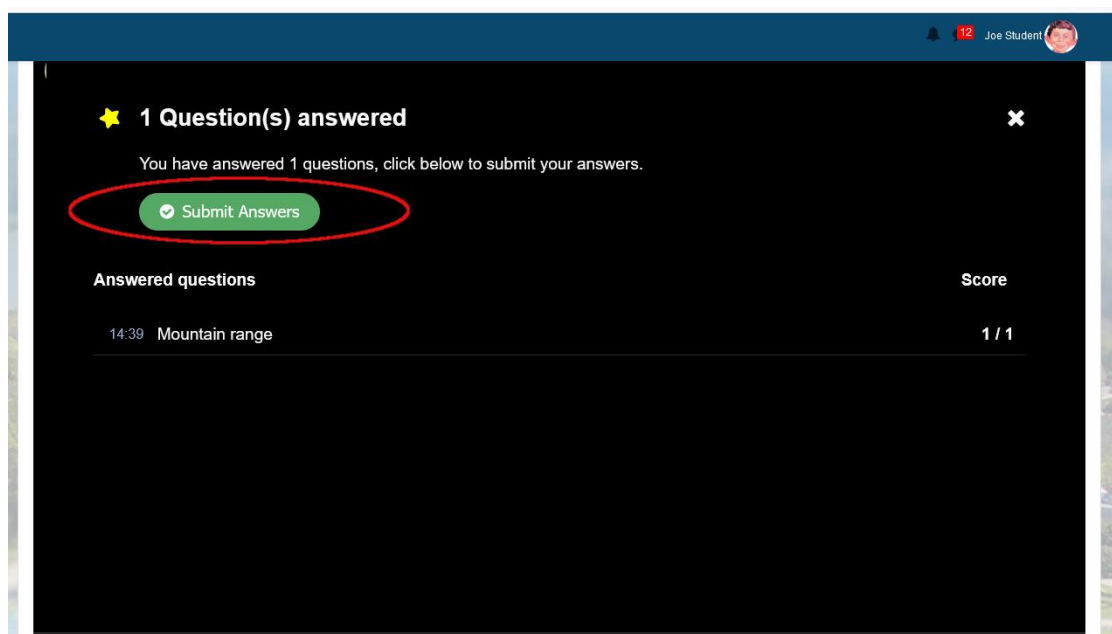 12 Joe Student
1 Question(s) answered
You have answered 1 questions, click below to submit your answers.
Submit Answers
Answered questions Score
14:39 Mountain range 1 / 1